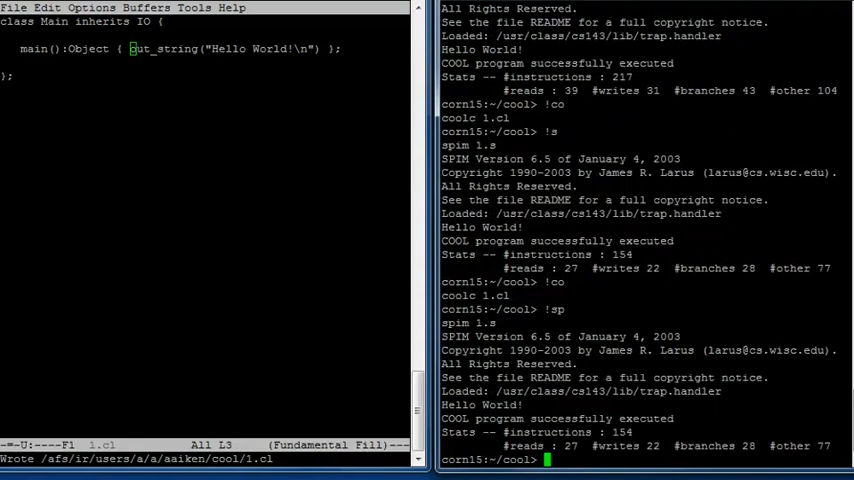 File Edit Options Buffers Tools Help
class Main inherits IO {
main():Object { out_string("Hello World!\n") };
};
-=-U:----F1  1.cl          All L3     (Fundamental Fill)---
Wrote /afs/ir/users/a/a/aaiken/cool/1.cl
All Rights Reserved.
See the file README for a full copyright notice.
Loaded: /usr/class/cs143/lib/trap.handler
Hello World!
COOL program successfully executed
Stats -- #instructions : 217
#reads : 39  #writes 31  #branches 43  #other 104
corn15:~/cool> !co
coolc 1.cl
corn15:~/cool> !s
spim 1.s
SPIM Version 6.5 of January 4, 2003
Copyright 1990-2003 by James R. Larus (larus@cs.wisc.edu).
All Rights Reserved.
See the file README for a full copyright notice.
Loaded: /usr/class/cs143/lib/trap.handler
Hello World!
COOL program successfully executed
Stats -- #instructions : 154
#reads : 27  #writes 22  #branches 28  #other 77
corn15:~/cool> !co
coolc 1.cl
corn15:~/cool> !sp
spim 1.s
SPIM Version 6.5 of January 4, 2003
Copyright 1990-2003 by James R. Larus (larus@cs.wisc.edu).
All Rights Reserved.
See the file README for a full copyright notice.
Loaded: /usr/class/cs143/lib/trap.handler
Hello World!
COOL program successfully executed
Stats -- #instructions : 154
#reads : 27  #writes 22  #branches 28  #other 77
corn15:~/cool>